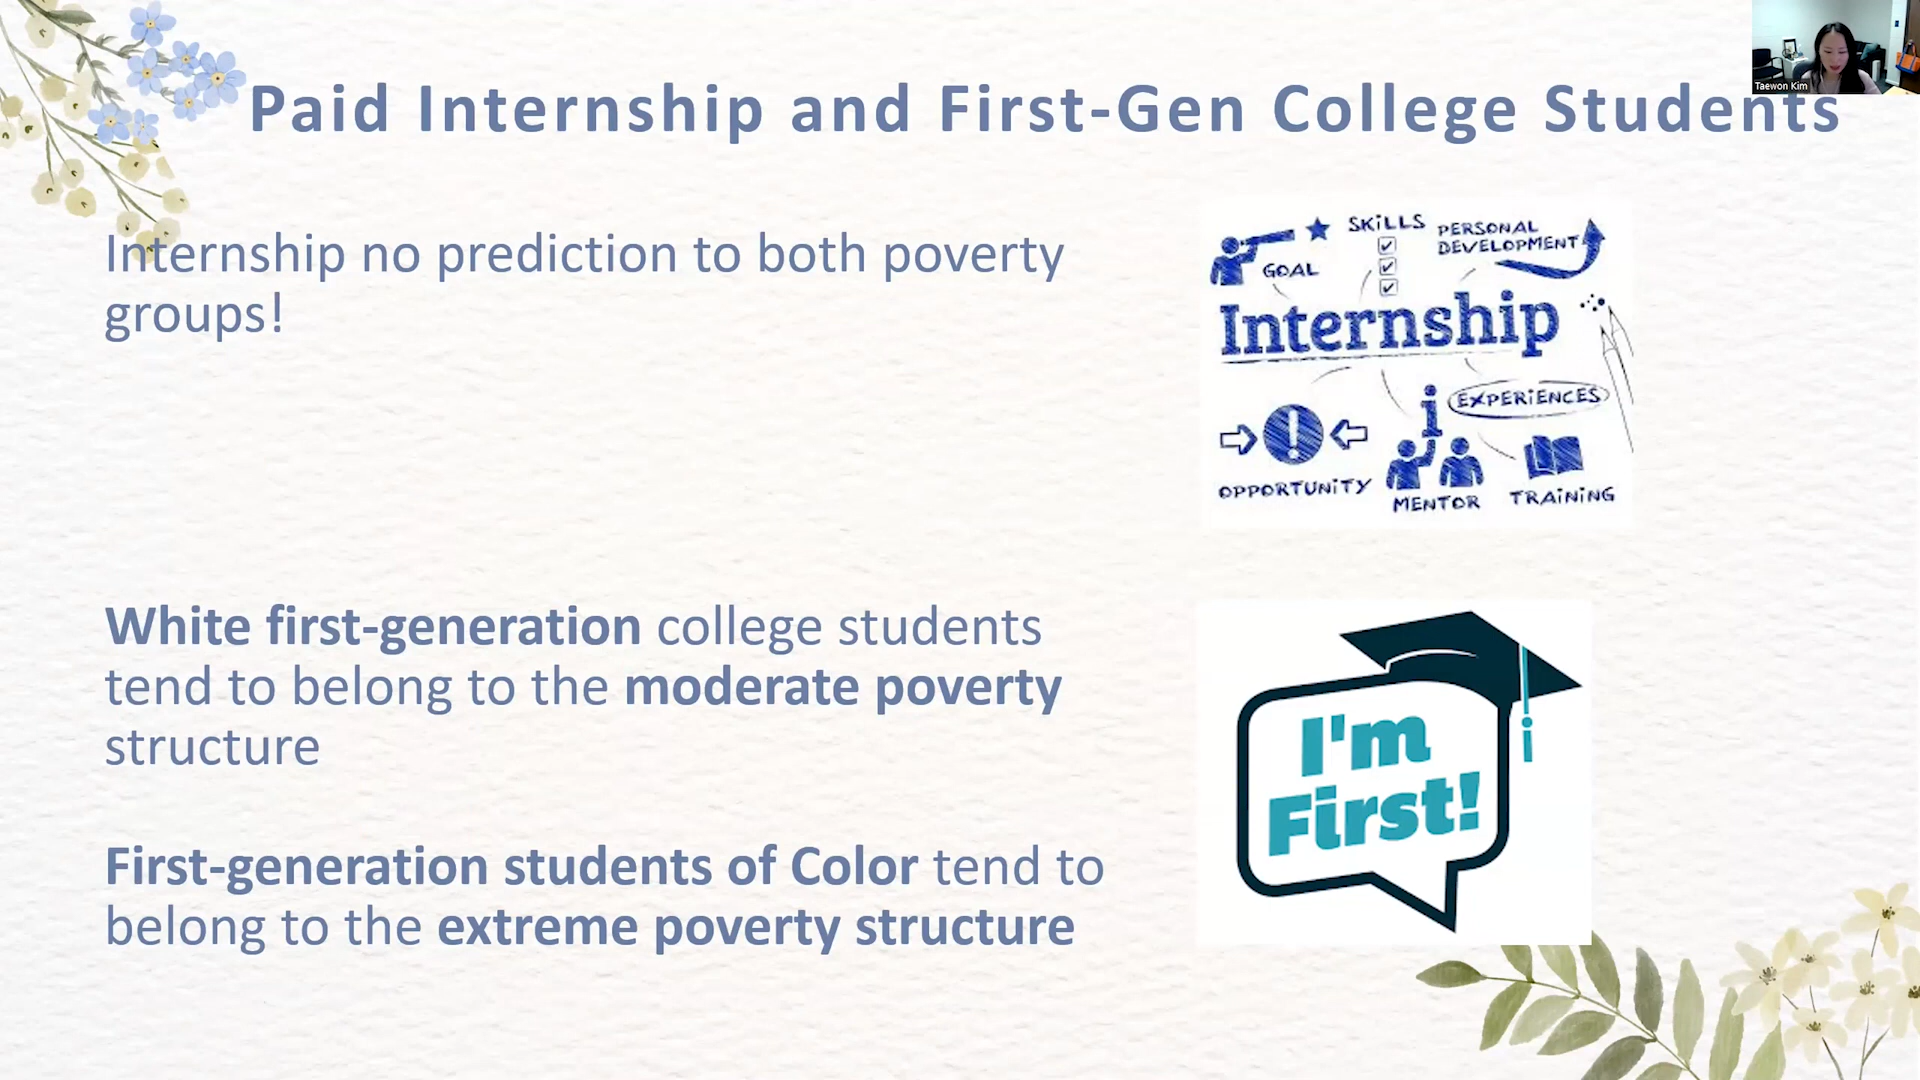 Taewon Kim
Paid Internship and First-Gen College Students
Internship no prediction to both poverty
groups!
SKiLLS
PERSONAL
DEVELOPMENT
GOAL
Internship
EXPERiENCES
OPPORTUNiTY
MENTOR
TRAiNiNG
White first-generation college students
tend to belong to the moderate poverty
structure
I'm
First!
First-generation students of Color tend to
belong to the extreme poverty structure